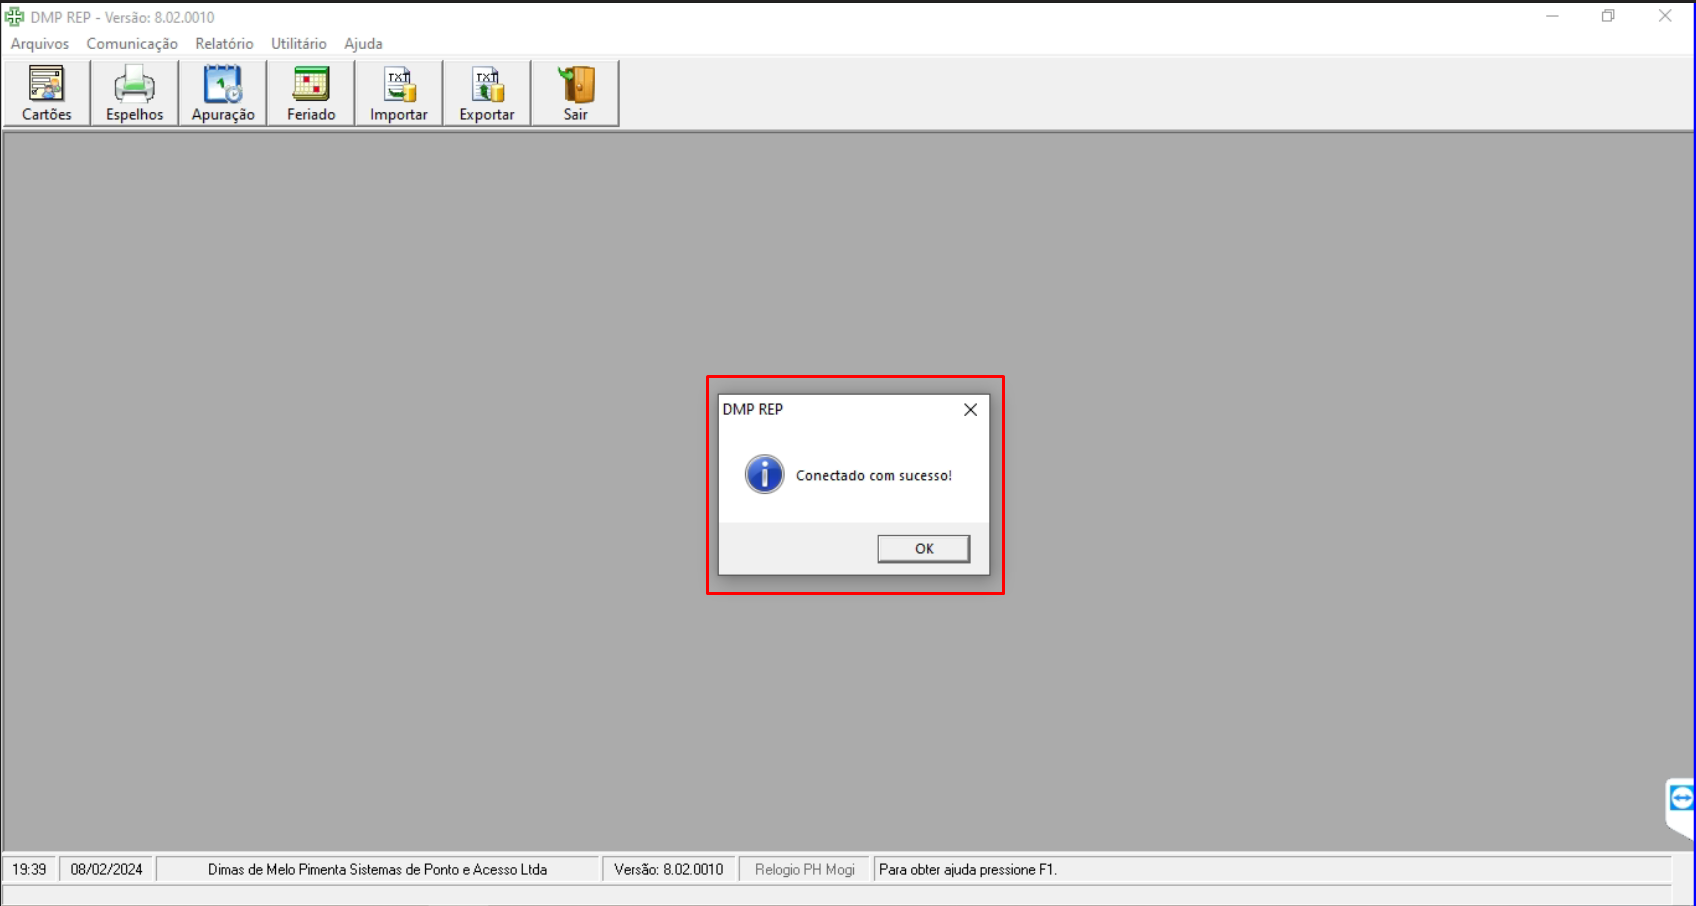 DMP REP - Versão: 8.02.0010
Arquivos Comunicação Relatório Utilitário Ajuda
Cartões Espelhos Apuração Feriado Importar Exportar Sair
DMP REP
Conectado com sucesso!
OK
19:39 08/02/2024 Dimas de Melo Pimenta Sistemas de Ponto e Acesso Ltda Versão: 8.02.0010 Relogio PH Mogi Para obter ajuda pressione F1.